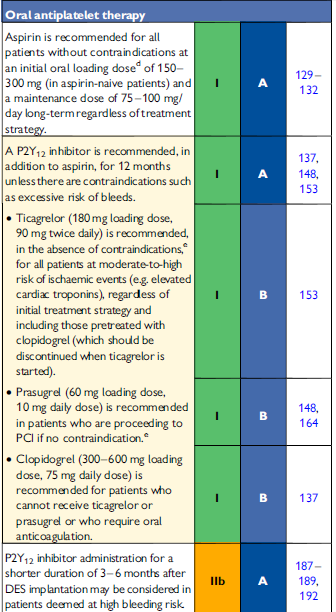 Oral antiplatelet therapy
Aspirin is recommended for all
patients without contraindications at
an initial oral loading dose^d of 150–
300 mg (in aspirin-naive patients) and
a maintenance dose of 75–100 mg/
day long-term regardless of treatment
strategy.
I
A
129–
132
A P2Y12 inhibitor is recommended, in
addition to aspirin, for 12 months
unless there are contraindications such
as excessive risk of bleeds.
I
A
137,
148,
153
• Ticagrelor (180 mg loading dose,
90 mg twice daily) is recommended,
in the absence of contraindications,^e
for all patients at moderate-to-high
risk of ischaemic events (e.g. elevated
cardiac troponins), regardless of
initial treatment strategy and
including those pretreated with
clopidogrel (which should be
discontinued when ticagrelor is
started).
I
B
153
• Prasugrel (60 mg loading dose,
10 mg daily dose) is recommended
in patients who are proceeding to
PCI if no contraindication.^e
I
B
148,
164
• Clopidogrel (300–600 mg loading
dose, 75 mg daily dose) is
recommended for patients who
cannot receive ticagrelor or
prasugrel or who require oral
anticoagulation.
I
B
137
P2Y12 inhibitor administration for a
shorter duration of 3–6 months after
DES implantation may be considered in
patients deemed at high bleeding risk.
IIb
A
187–
189,
192